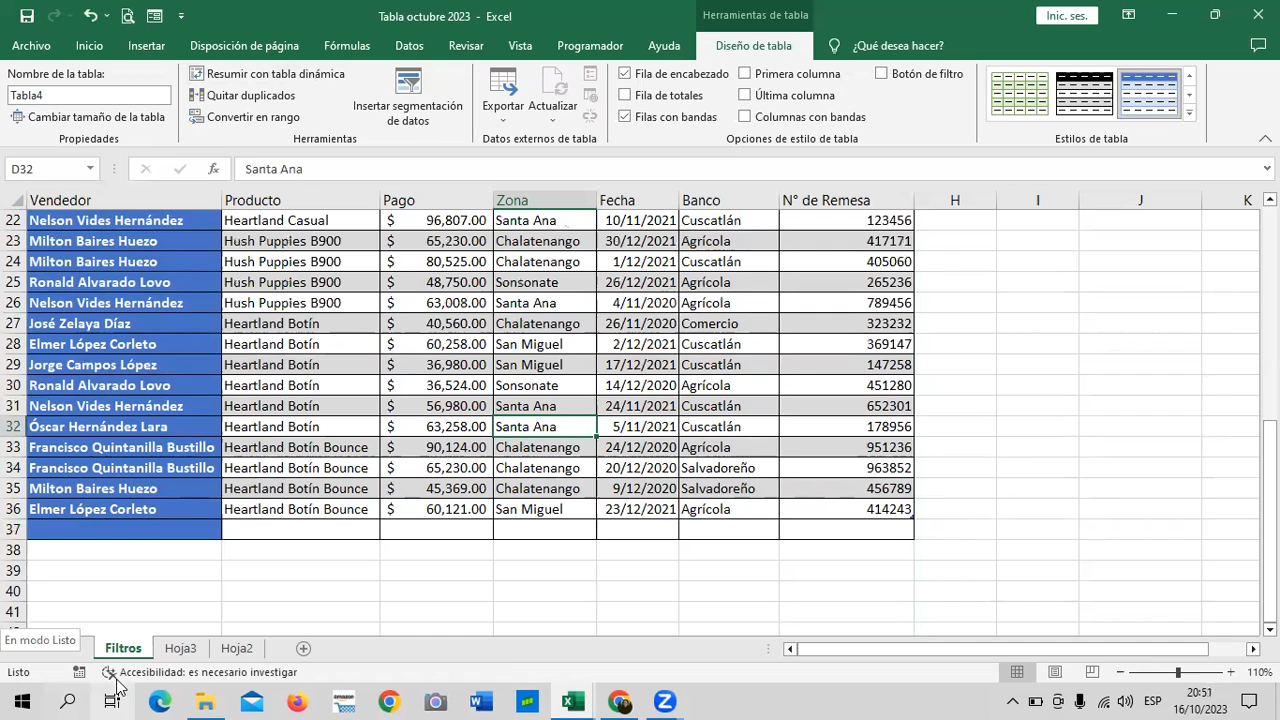 Tabla octubre 2023 - Excel
Herramientas de tabla
Inic. ses.
Archivo Inicio Insertar Disposición de página Fórmulas Datos Revisar Vista Programador Ayuda Diseño de tabla ¿Qué desea hacer?
Nombre de la tabla:
Tabla4
Cambiar tamaño de la tabla
Propiedades
Resumir con tabla dinámica
Quitar duplicados
Convertir en rango
Insertar segmentación de datos
Herramientas
Exportar Actualizar
Datos externos de tabla
Fila de encabezado Primera columna Botón de filtro
Fila de totales Última columna
Filas con bandas Columnas con bandas
Opciones de estilo de tabla
Estilos de tabla
D32 fx Santa Ana
Vendedor Producto Pago Zona Fecha Banco N° de Remesa H I J K
22 Nelson Vides Hernández Heartland Casual $ 96,807.00 Santa Ana 10/11/2021 Cuscatlán 123456
23 Milton Baires Huezo Hush Puppies B900 $ 65,230.00 Chalatenango 30/12/2021 Agrícola 417171
24 Milton Baires Huezo Hush Puppies B900 $ 80,525.00 Chalatenango 1/12/2021 Cuscatlán 405060
25 Ronald Alvarado Lovo Hush Puppies B900 $ 48,750.00 Sonsonate 26/12/2021 Agrícola 265236
26 Nelson Vides Hernández Hush Puppies B900 $ 63,008.00 Santa Ana 4/11/2020 Agrícola 789456
27 José Zelaya Díaz Heartland Botín $ 40,560.00 Chalatenango 26/11/2020 Comercio 323232
28 Elmer López Corleto Heartland Botín $ 60,258.00 San Miguel 2/12/2021 Cuscatlán 369147
29 Jorge Campos López Heartland Botín $ 36,980.00 San Miguel 17/12/2021 Cuscatlán 147258
30 Ronald Alvarado Lovo Heartland Botín $ 36,524.00 Sonsonate 14/12/2020 Agrícola 451280
31 Nelson Vides Hernández Heartland Botín $ 56,980.00 Santa Ana 24/11/2021 Cuscatlán 652301
32 Óscar Hernández Lara Heartland Botín $ 63,258.00 Santa Ana 5/11/2021 Cuscatlán 178956
33 Francisco Quintanilla Bustillo Heartland Botín Bounce $ 90,124.00 Chalatenango 24/12/2020 Agrícola 951236
34 Francisco Quintanilla Bustillo Heartland Botín Bounce $ 65,230.00 Chalatenango 20/12/2020 Salvadoreño 963852
35 Milton Baires Huezo Heartland Botín Bounce $ 45,369.00 Chalatenango 9/12/2020 Salvadoreño 456789
36 Elmer López Corleto Heartland Botín Bounce $ 60,121.00 San Miguel 23/12/2021 Agrícola 414243
37
38
39
40
41
En modo Listo
Filtros Hoja3 Hoja2
Listo Accesibilidad: es necesario investigar 110%
ESP
20:51
16/10/2023